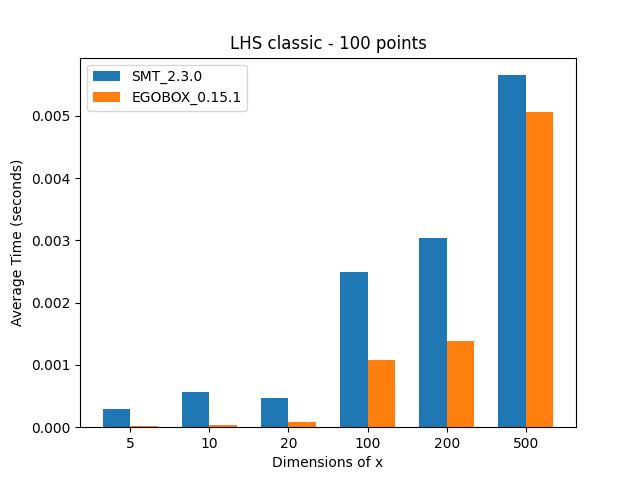 LHS classic - 100 points
SMT_2.3.0
EGOBOX_0.15.1
Average Time (seconds)
0.005
0.004
0.003
0.002
0.001
0.000
5 10 20 100 200 500
Dimensions of x